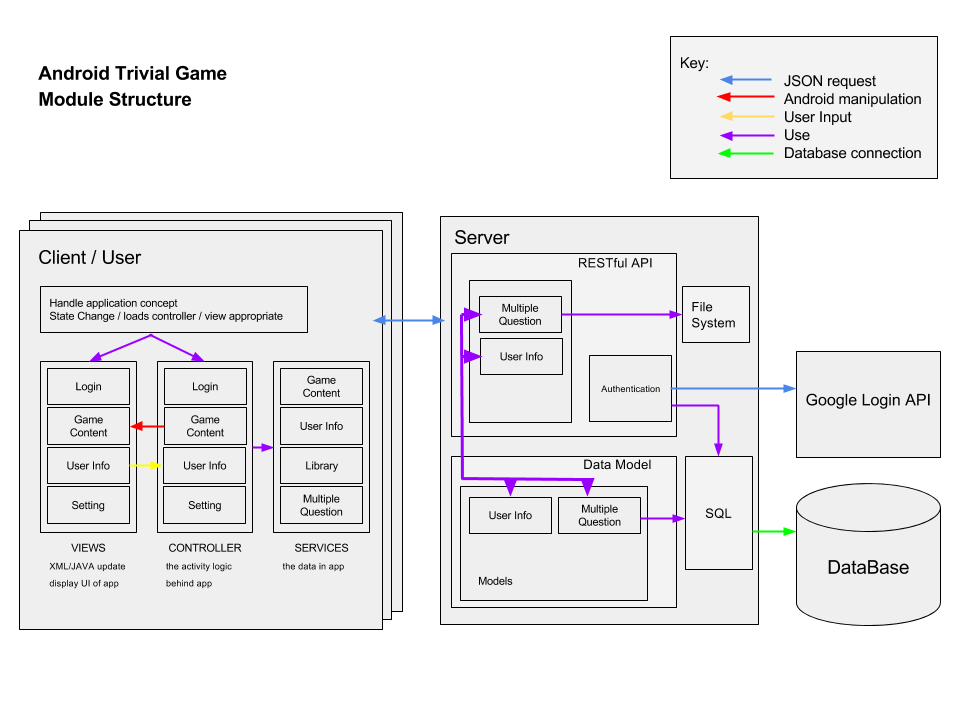 Android Trivial Game
Module Structure
Key:
JSON request
Android manipulation
User Input
Use
Database connection
Client / User
Handle application concept
State Change / loads controller / view appropriate
Login
Game
Content
User Info
Setting
VIEWS
XML/JAVA update
display UI of app
Login
Game
Content
User Info
Setting
CONTROLLER
the activity logic
behind app
Game
Content
User Info
Library
Multiple
Question
SERVICES
the data in app
Server
RESTful API
Multiple
Question
User Info
Authentication
File
System
Data Model
User Info
Multiple
Question
Models
SQL
Google Login API
DataBase